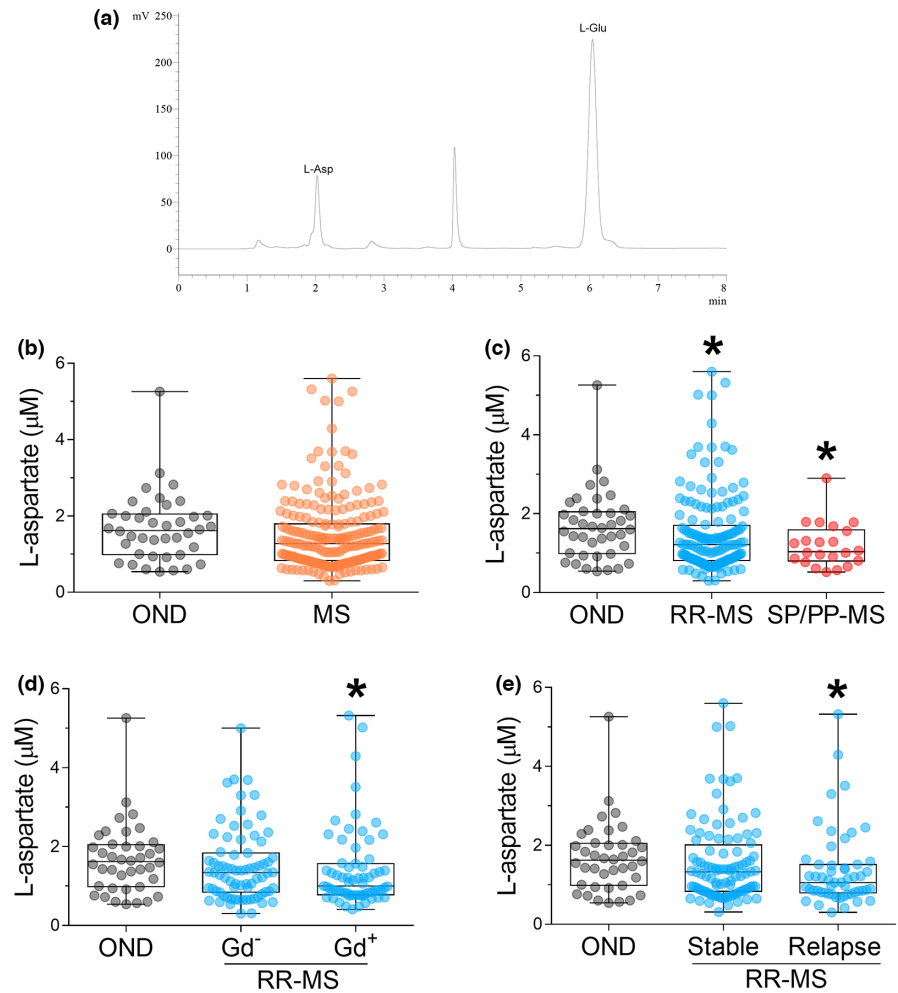 (a)
mV 250
L-Glu
200
150
100
L-Asp
50
0
0 1 2 3 4 5 6 7 8
min
(b)
6
4
2
0
L-aspartate (μM)
OND MS
(c)
* *
6
4
2
0
L-aspartate (μM)
OND RR-MS SP/PP-MS
(d)
*
6
4
2
0
L-aspartate (μM)
OND Gd⁻ Gd⁺
RR-MS
(e)
*
6
4
2
0
L-aspartate (μM)
OND Stable Relapse
RR-MS